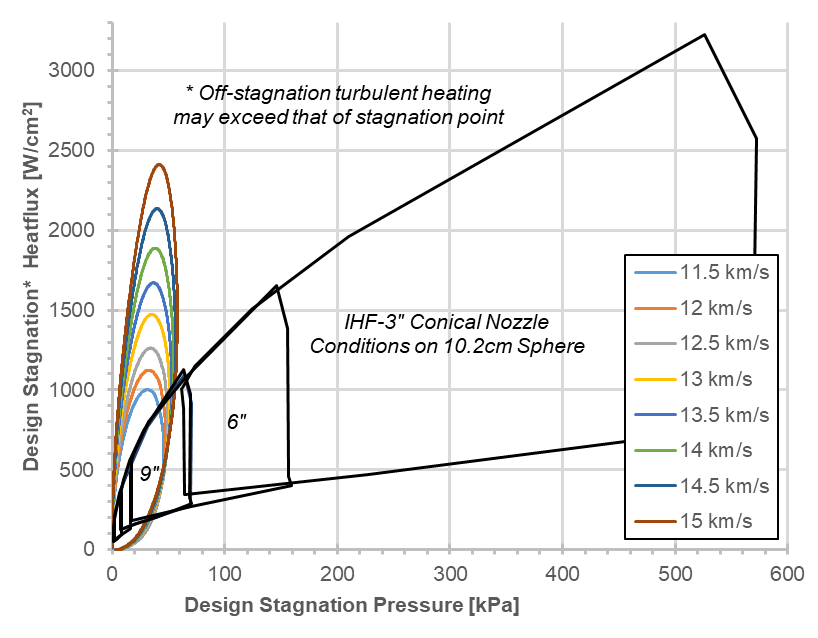 3000
2500
2000
1500
1000
500
0
Design Stagnation* Heatflux [W/cm²]
* Off-stagnation turbulent heating
may exceed that of stagnation point
IHF-3" Conical Nozzle
Conditions on 10.2cm Sphere
6"
9"
11.5 km/s
12 km/s
12.5 km/s
13 km/s
13.5 km/s
14 km/s
14.5 km/s
15 km/s
0 100 200 300 400 500 600
Design Stagnation Pressure [kPa]